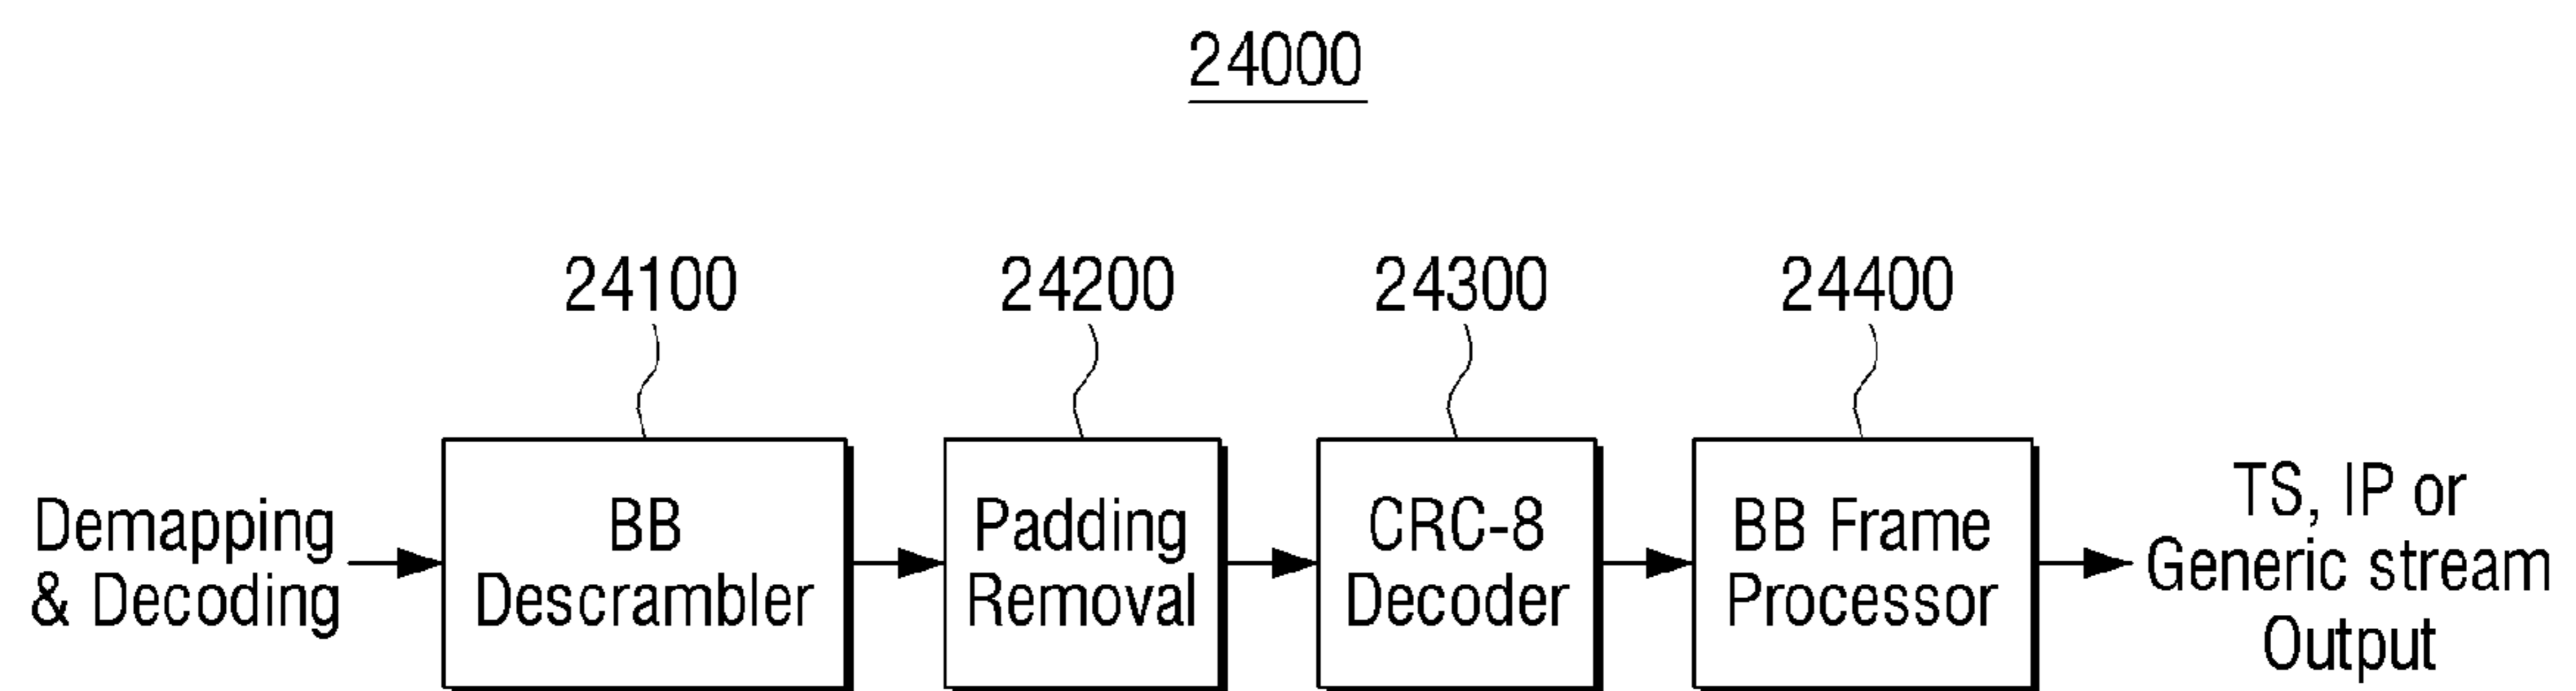 24000
24100
24200
24300
24400
Demapping
& Decoding
BB
Descrambler
Padding
Removal
CRC-8
Decoder
BB Frame
Processor
TS, IP or
Generic stream
Output